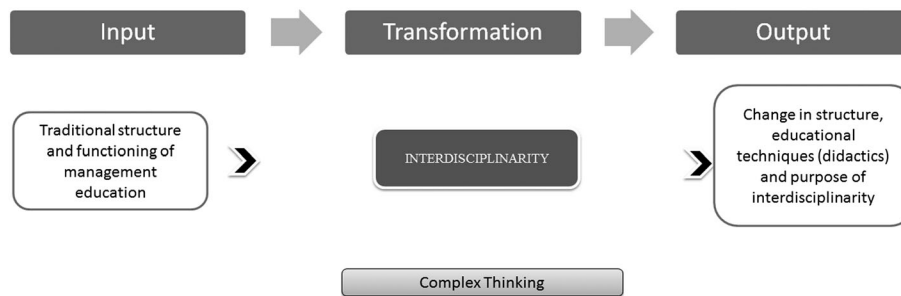 Input
Transformation
Output
Traditional structure
and functioning of
management
education
INTERDISCIPLINARITY
Change in structure,
educational
techniques (didactics)
and purpose of
interdisciplinarity
Complex Thinking